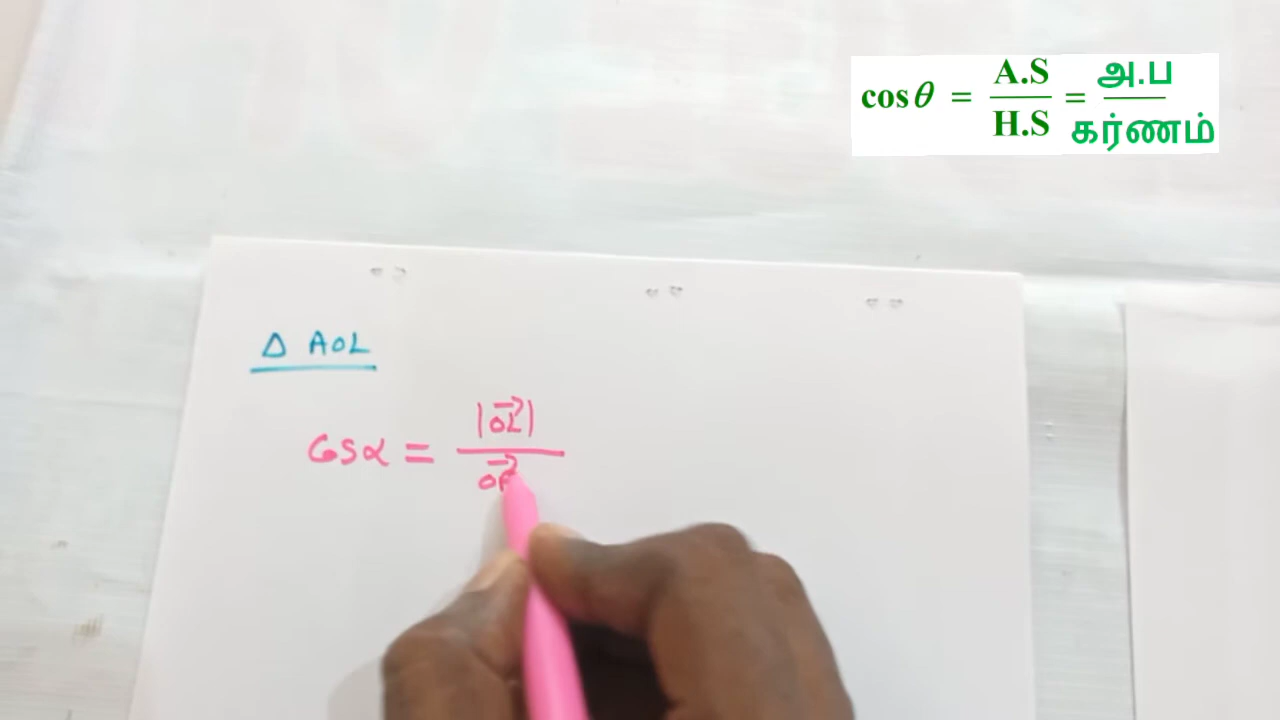 cosθ = A.S / H.S = அ.ப / கர்ணம்
Δ AOL
Cosα = |OL⃗| / OA⃗